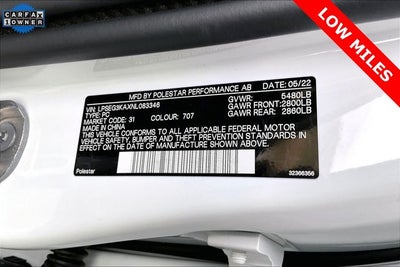 CARFAX
1 OWNER
LOW MILES
MFD BY POLESTAR PERFORMANCE AB DATE: 05/22
VIN: LPSEG3KAXNL083346 GVWR: 5480LB
TYPE: PC GAWR FRONT:2800LB
MARKET CODE: 31 COLOUR: 707 GAWR REAR: 2860LB
MADE IN CHINA
THIS VEHICLE CONFORMS TO ALL APPLICABLE FEDERAL MOTOR
VEHICLE SAFETY, BUMPER AND THEFT PREVENTION STANDARDS IN
EFFECT ON THE DATE OF MANUFACTURE SHOWN ABOVE.
Polestar 32366356